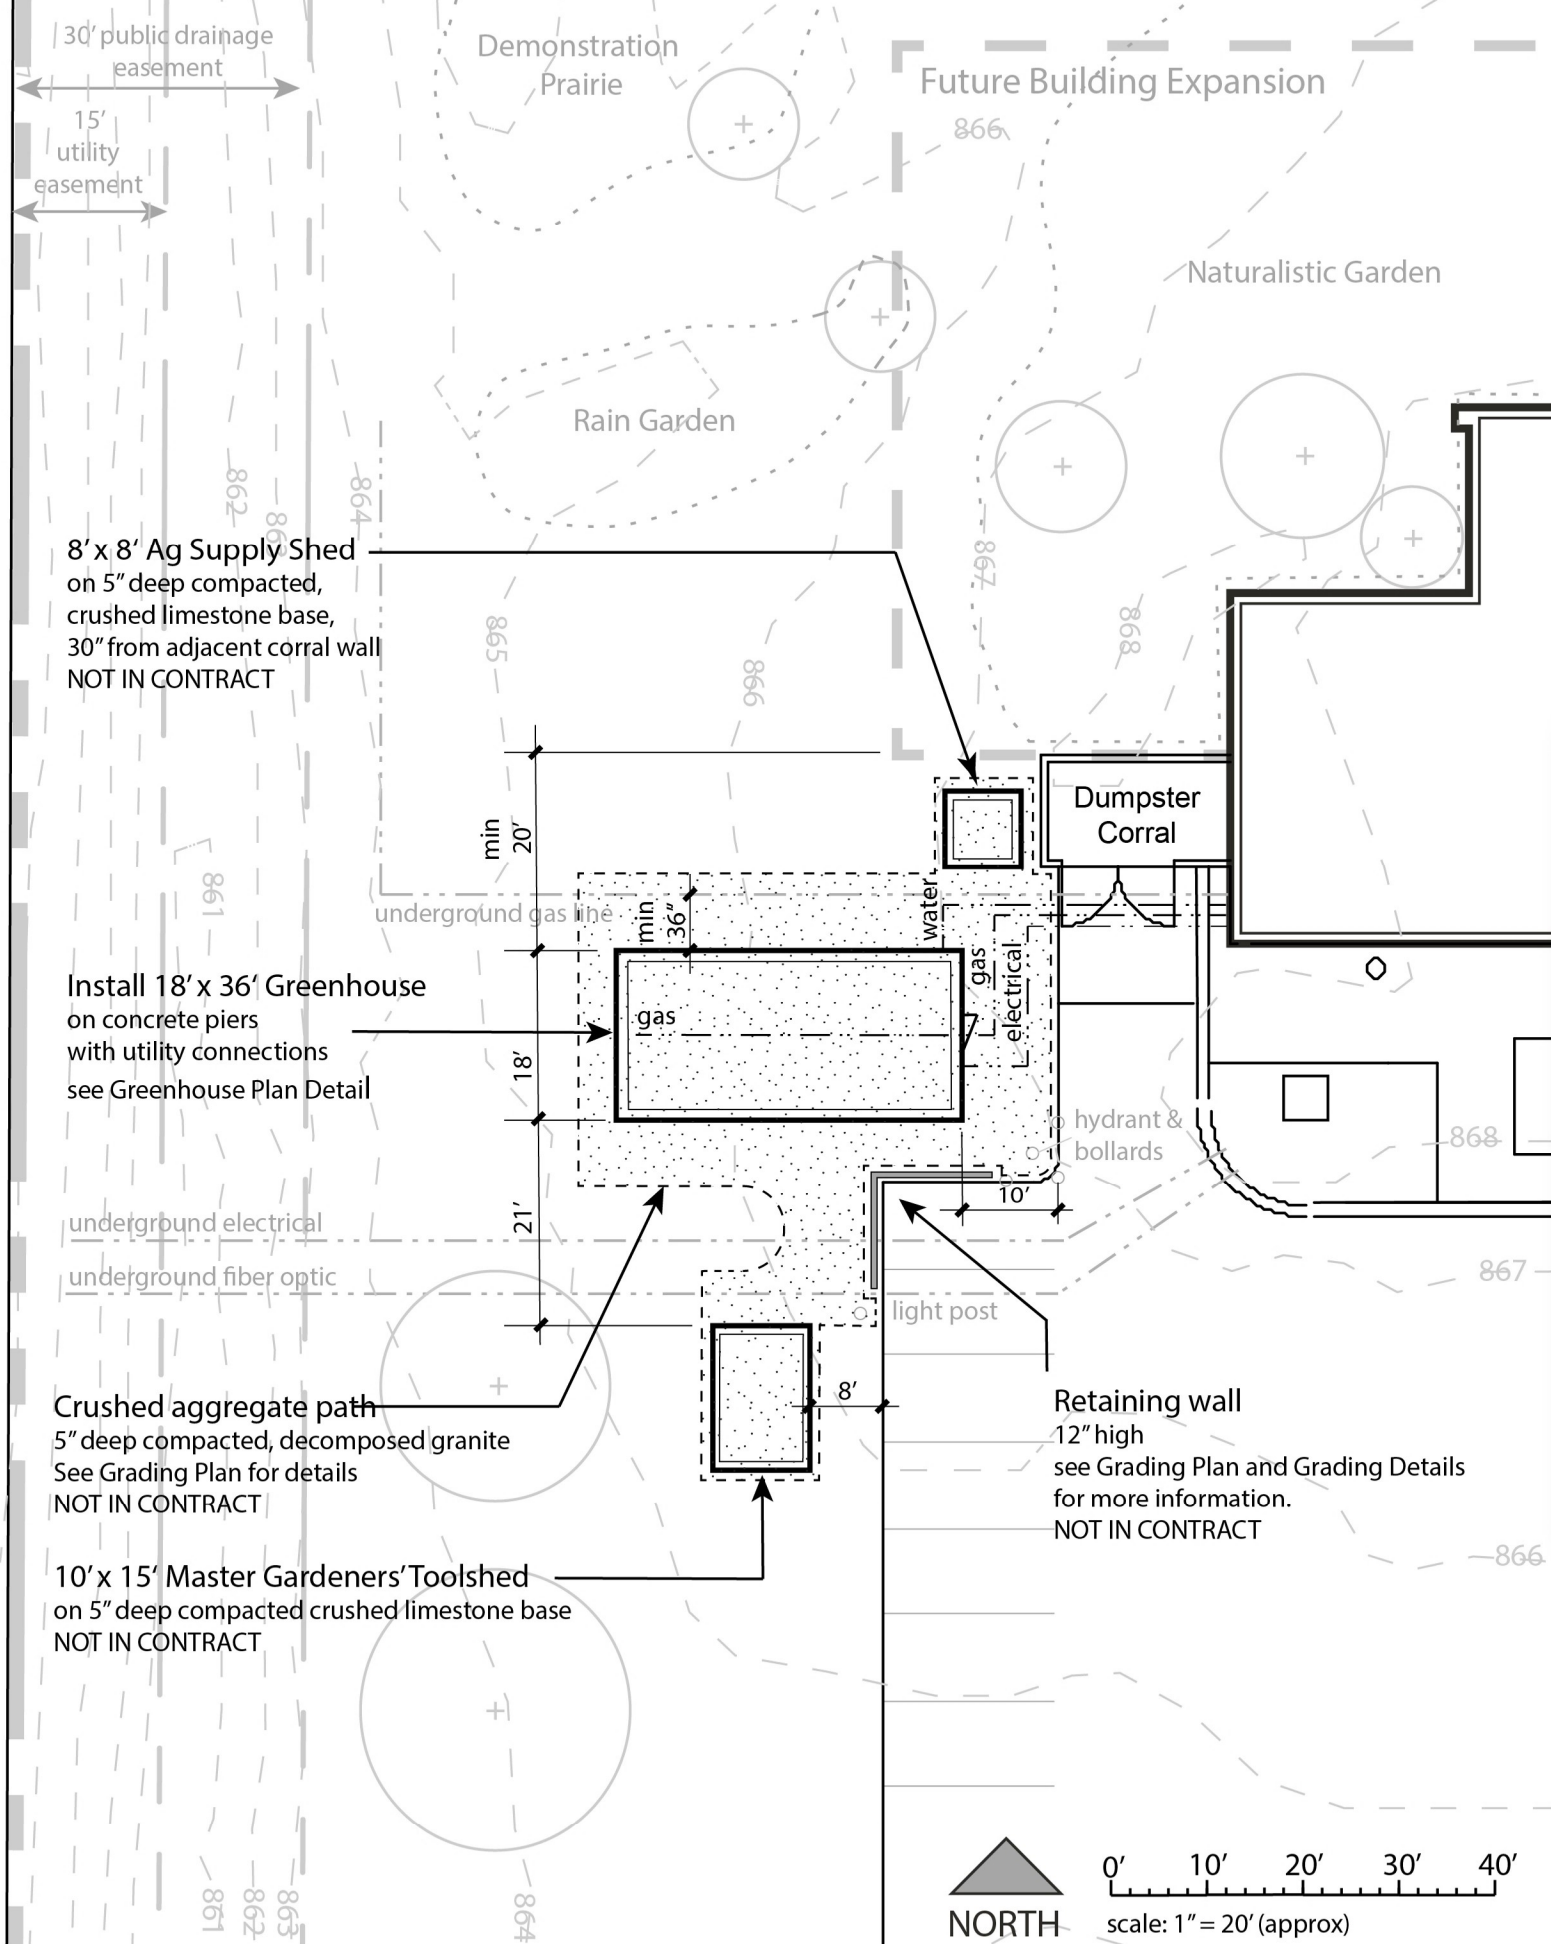 30' public drainage
easement
15'
utility
easement
Demonstration
Prairie
Future Building Expansion
866
Naturalistic Garden
Rain Garden
862
863
864
865
866
867
868
8' x 8' Ag Supply Shed
on 5" deep compacted,
crushed limestone base,
30" from adjacent corral wall
NOT IN CONTRACT
Dumpster
Corral
min
20'
861
underground gas line
min
36"
water
gas
electrical
Install 18' x 36' Greenhouse
on concrete piers
with utility connections
see Greenhouse Plan Detail
gas
18'
hydrant &
bollards
868
10'
21'
underground electrical
underground fiber optic
867
light post
8'
Crushed aggregate path
5" deep compacted, decomposed granite
See Grading Plan for details
NOT IN CONTRACT
Retaining wall
12" high
see Grading Plan and Grading Details
for more information.
NOT IN CONTRACT
866
10' x 15' Master Gardeners' Toolshed
on 5" deep compacted crushed limestone base
NOT IN CONTRACT
861
862
863
864
NORTH
0' 10' 20' 30' 40'
scale: 1" = 20' (approx)